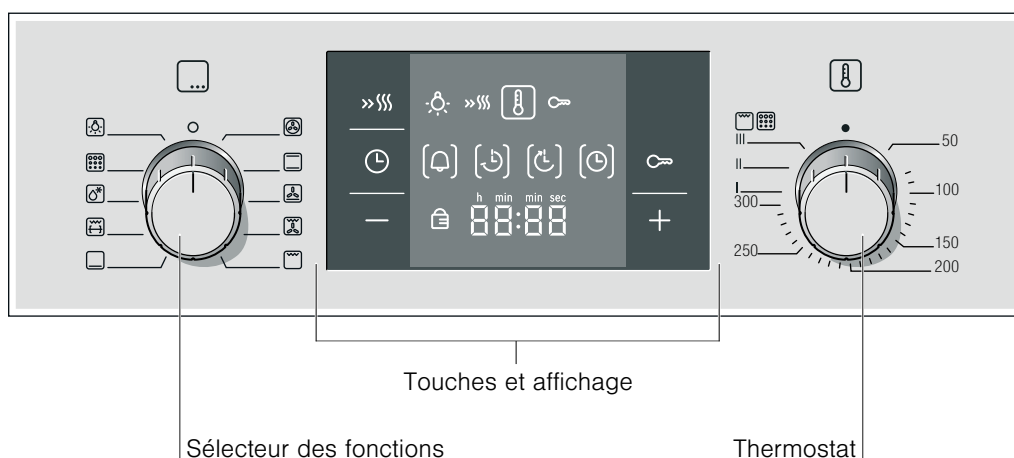 h min min sec
88:88
III
II
I
300
250
50
100
150
200
Touches et affichage
Sélecteur des fonctions
Thermostat